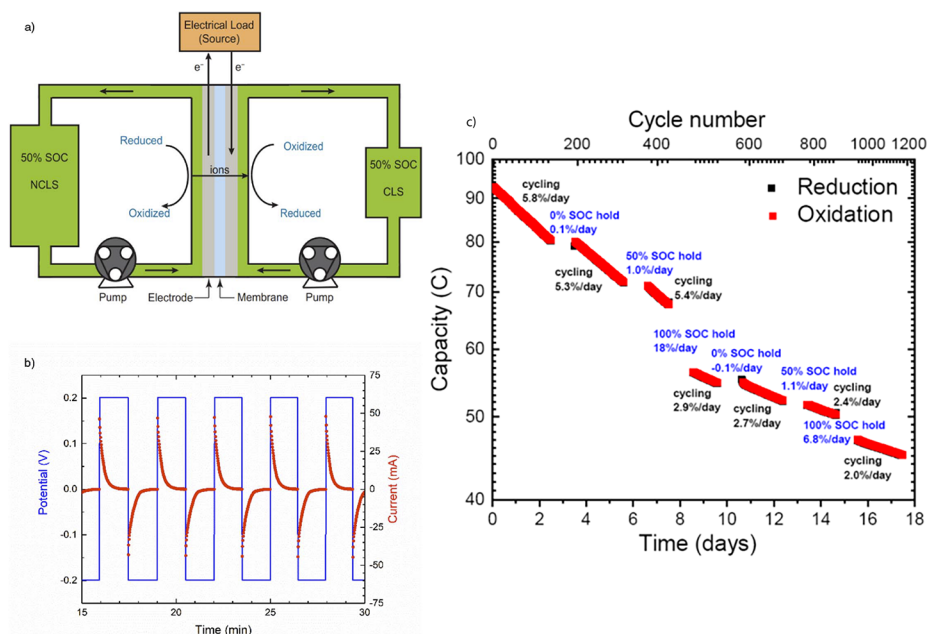 a)
Electrical Load
(Source)
e⁻ e⁻
Reduced Oxidized
50% SOC
NCLS
ions
50% SOC
CLS
Oxidized Reduced
Pump Electrode Membrane Pump
b)
Potential (V)
0.2
0.1
0.0
-0.1
-0.2
Current (mA)
75
50
25
0
-25
-50
-75
15 20 25 30
Time (min)
c)
Cycle number
0 200 400 600 800 1000 1200
Capacity (C)
100
90
80
70
60
50
40
Reduction
Oxidation
cycling
5.8%/day
0% SOC hold
0.1%/day
cycling
5.3%/day
50% SOC hold
1.0%/day
cycling
5.4%/day
100% SOC hold
18%/day
cycling
2.9%/day
0% SOC hold
-0.1%/day
cycling
2.7%/day
50% SOC hold
1.1%/day
cycling
2.4%/day
100% SOC hold
6.8%/day
cycling
2.0%/day
0 2 4 6 8 10 12 14 16 18
Time (days)